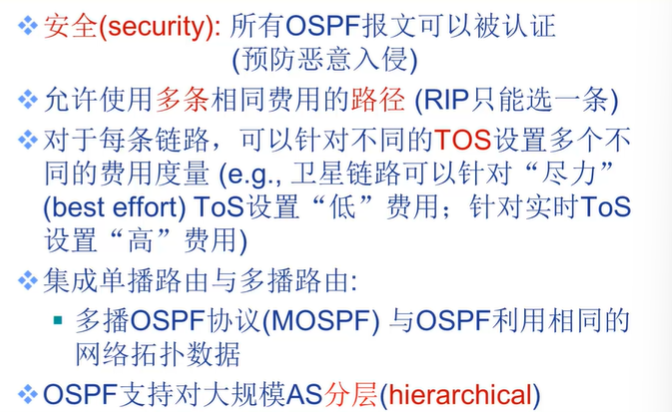 ❖安全(security): 所有OSPF报文可以被认证
(预防恶意入侵)
❖允许使用多条相同费用的路径 (RIP只能选一条)
❖对于每条链路，可以针对不同的TOS设置多个不
同的费用度量 (e.g., 卫星链路可以针对“尽力”
(best effort) ToS设置“低”费用；针对实时ToS
设置“高”费用)
❖集成单播路由与多播路由:
▪ 多播OSPF协议(MOSPF) 与OSPF利用相同的
网络拓扑数据
❖OSPF支持对大规模AS分层(hierarchical)